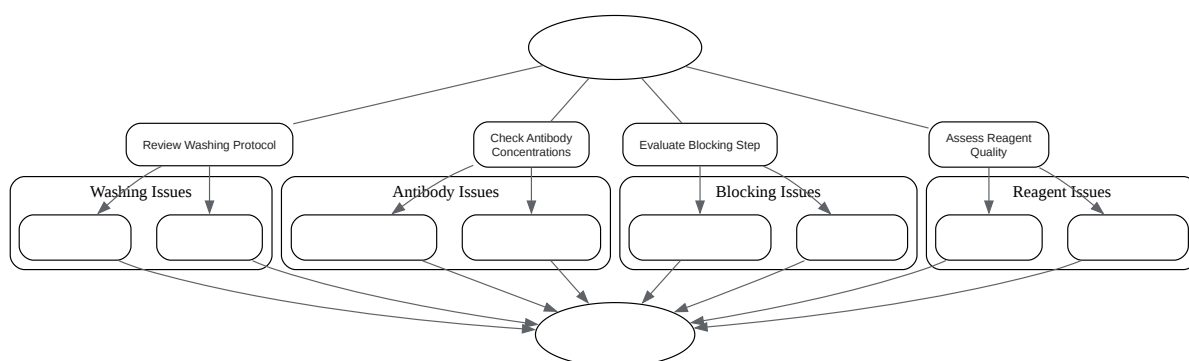 Review Washing Protocol
Check Antibody
Concentrations
Evaluate Blocking Step
Assess Reagent
Quality
Washing Issues
Antibody Issues
Blocking Issues
Reagent Issues